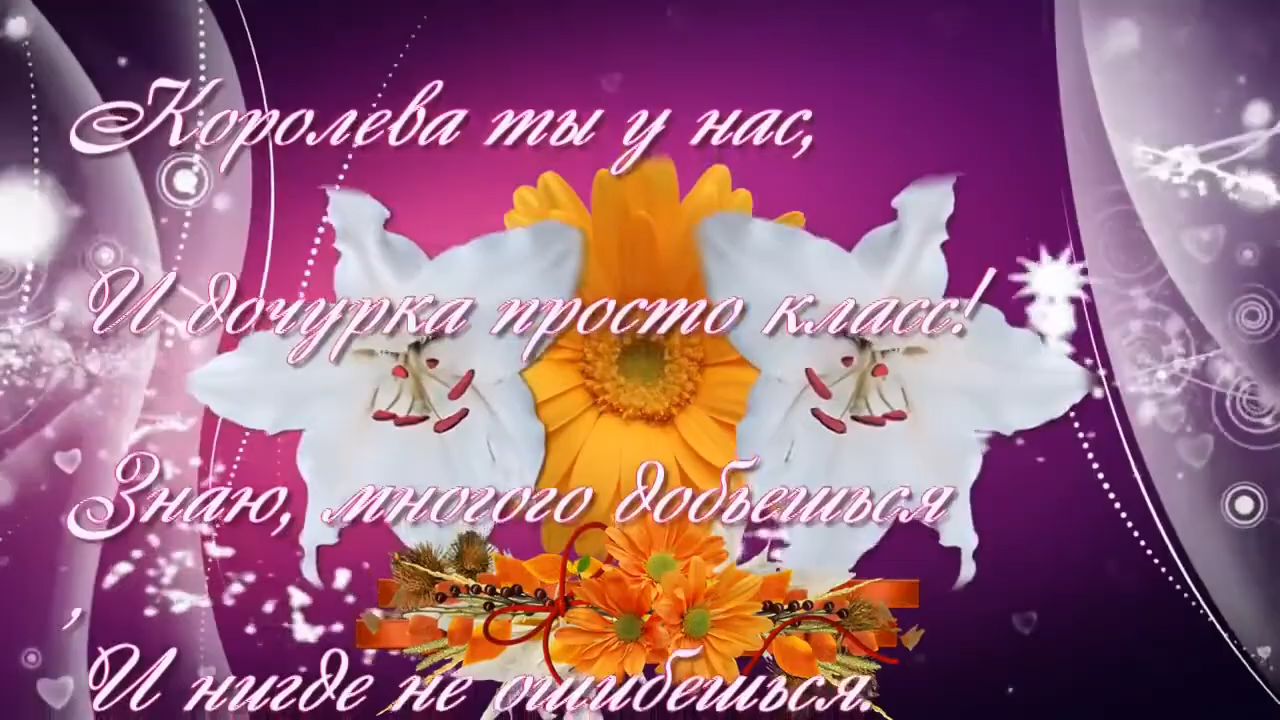 Королева ты у нас,
И дочурка просто класс!
Знаю, многого добьешься
,
И нигде не ошибешься.